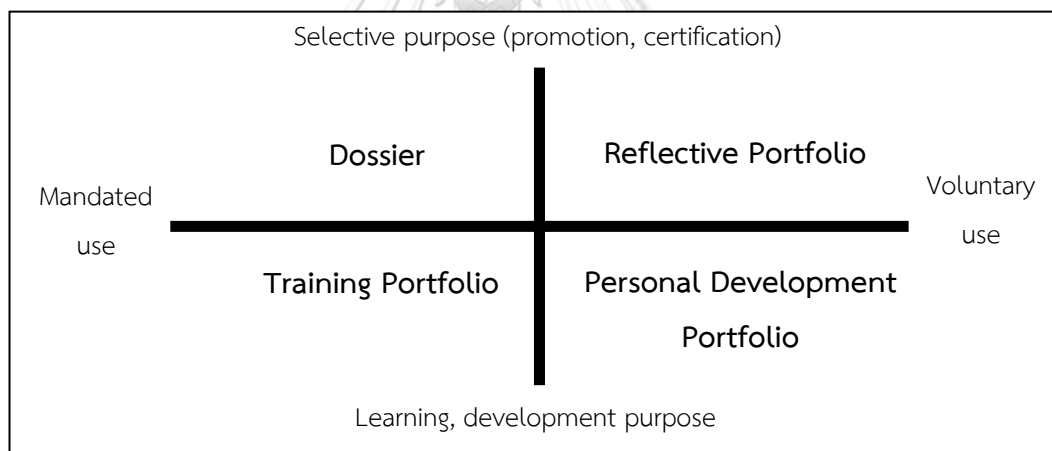 Selective purpose (promotion, certification)
Dossier
Reflective Portfolio
Mandated
use
Voluntary
use
Training Portfolio
Personal Development
Portfolio
Learning, development purpose